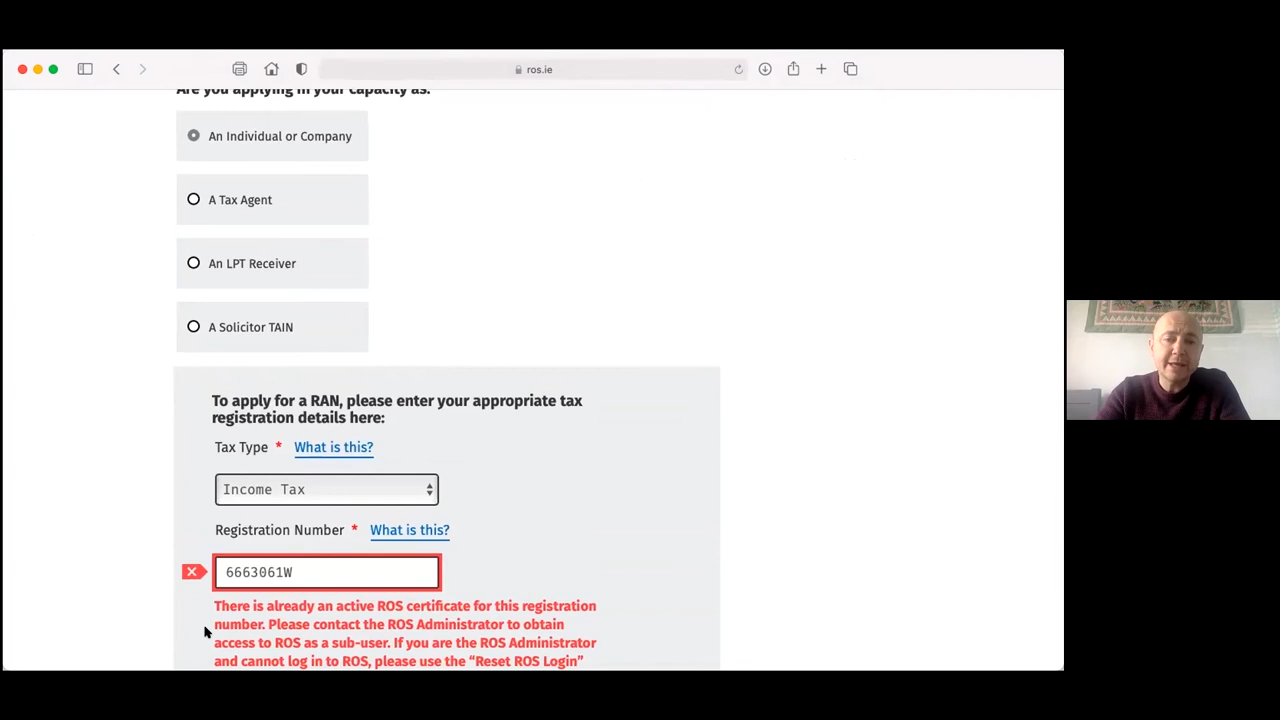 ros.ie
Are you applying in your capacity as:
An Individual or Company
A Tax Agent
An LPT Receiver
A Solicitor TAIN
To apply for a RAN, please enter your appropriate tax
registration details here:
Tax Type * What is this?
Income Tax
Registration Number * What is this?
6663061W
There is already an active ROS certificate for this registration
number. Please contact the ROS Administrator to obtain
access to ROS as a sub-user. If you are the ROS Administrator
and cannot log in to ROS, please use the “Reset ROS Login”